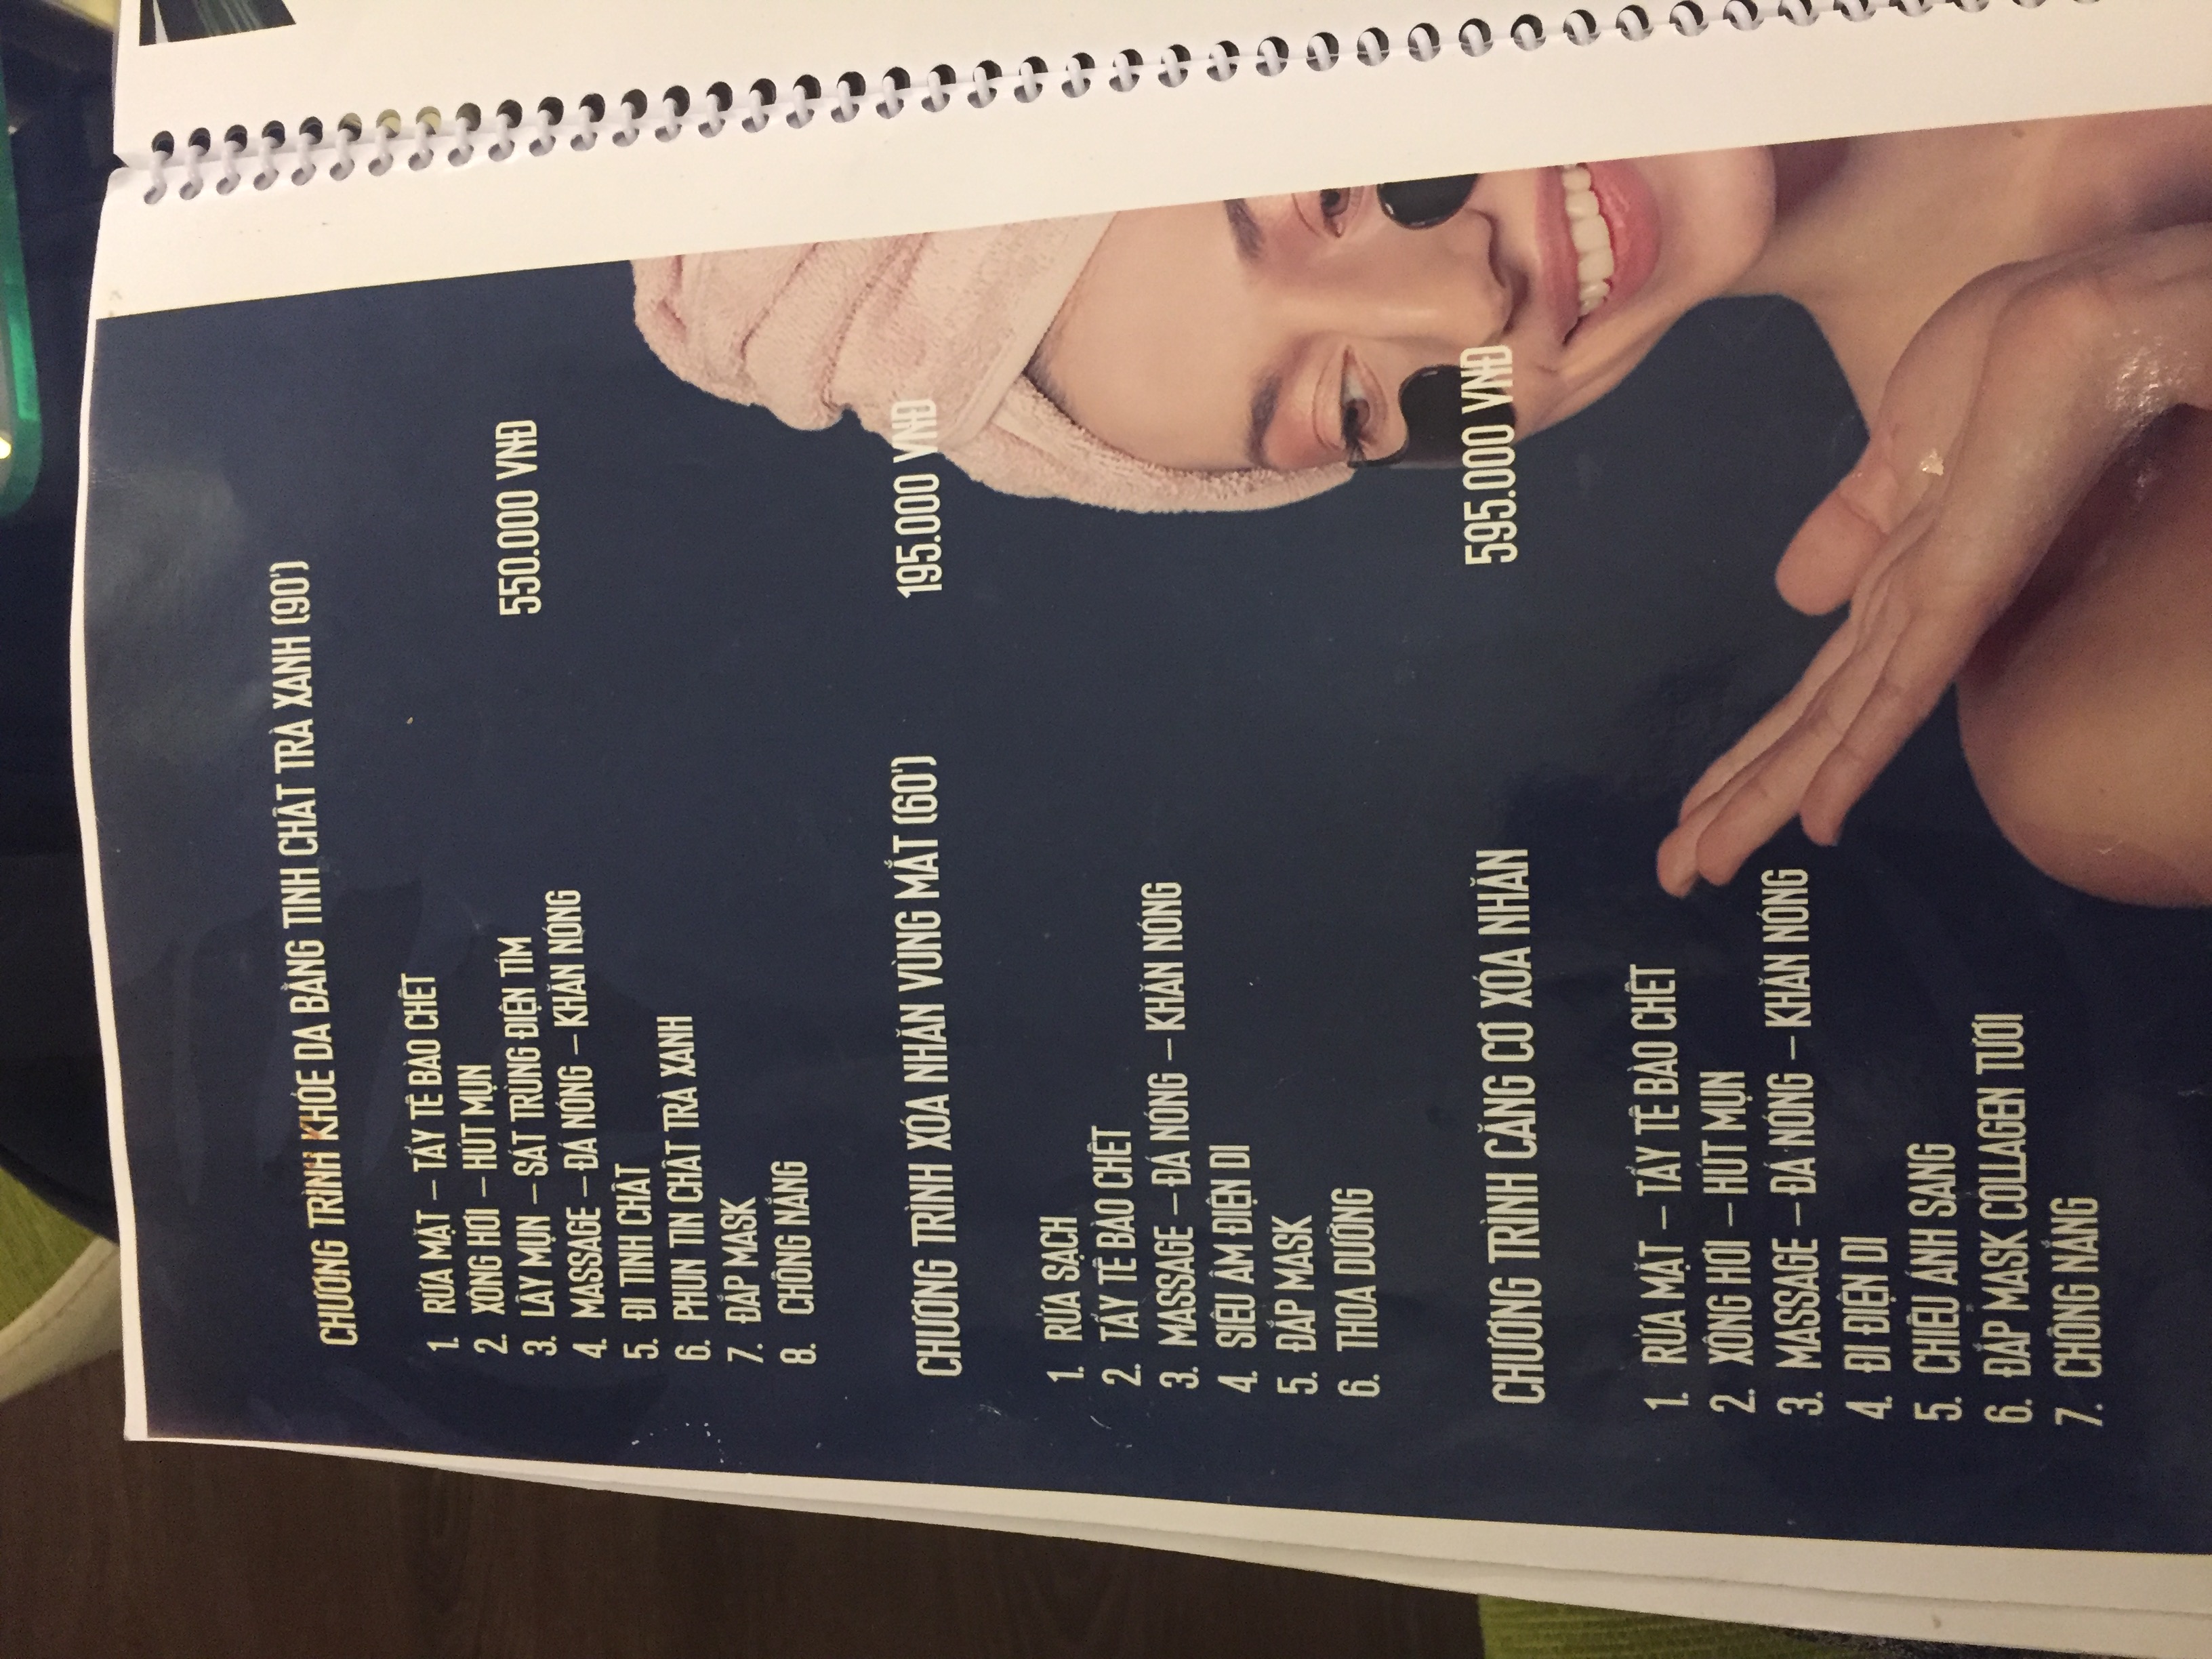 CHƯƠNG TRÌNH KHỎE DA BẰNG TINH CHẤT TRÀ XANH (90')
1. RỬA MẶT – TẨY TẾ BÀO CHẾT
2. XÔNG HƠI – HÚT MỤN
3. LẤY MỤN – SÁT TRÙNG ĐIỆN TÍM
550.000 VNĐ
4. MASSAGE – ĐÁ NÓNG – KHĂN NÓNG
5. ĐI TINH CHẤT
6. PHUN TIN CHẤT TRÀ XANH
7. ĐẮP MASK
8. CHỐNG NẮNG
CHƯƠNG TRÌNH XÓA NHĂN VÙNG MẮT (60') 195.000 VNĐ
1. RỬA SẠCH
2. TẨY TẾ BÀO CHẾT
3. MASSAGE – ĐÁ NÓNG – KHĂN NÓNG
4. SIÊU ÂM ĐIỆN DI
5. ĐẮP MASK
6. THOA DƯỠNG
CHƯƠNG TRÌNH CĂNG CƠ XÓA NHĂN 595.000 VNĐ
1. RỬA MẶT – TẨY TẾ BÀO CHẾT
2. XÔNG HƠI – HÚT MỤN
3. MASSAGE – ĐÁ NÓNG – KHĂN NÓNG
4. ĐI ĐIỆN DI
5. CHIẾU ÁNH SANG
6. ĐẮP MASK COLLAGEN TƯƠI
7. CHỐNG NẮNG